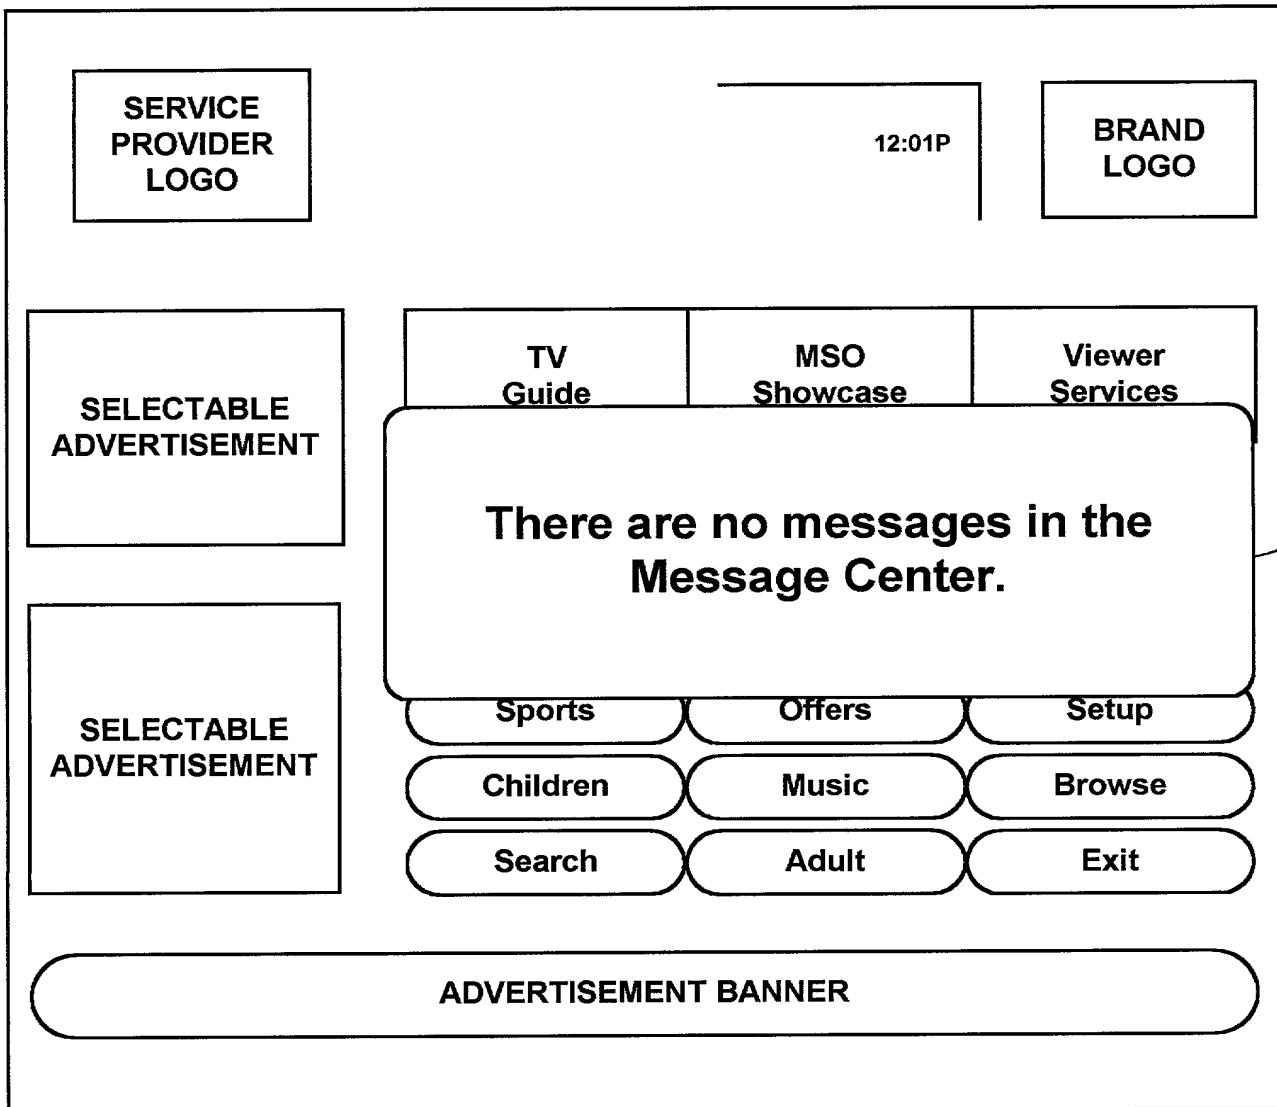 SERVICE
PROVIDER
LOGO
12:01P
BRAND
LOGO
SELECTABLE
ADVERTISEMENT
TV
Guide
MSO
Showcase
Viewer
Services
There are no messages in the
Message Center.
SELECTABLE
ADVERTISEMENT
Sports
Offers
Setup
Children
Music
Browse
Search
Adult
Exit
ADVERTISEMENT BANNER